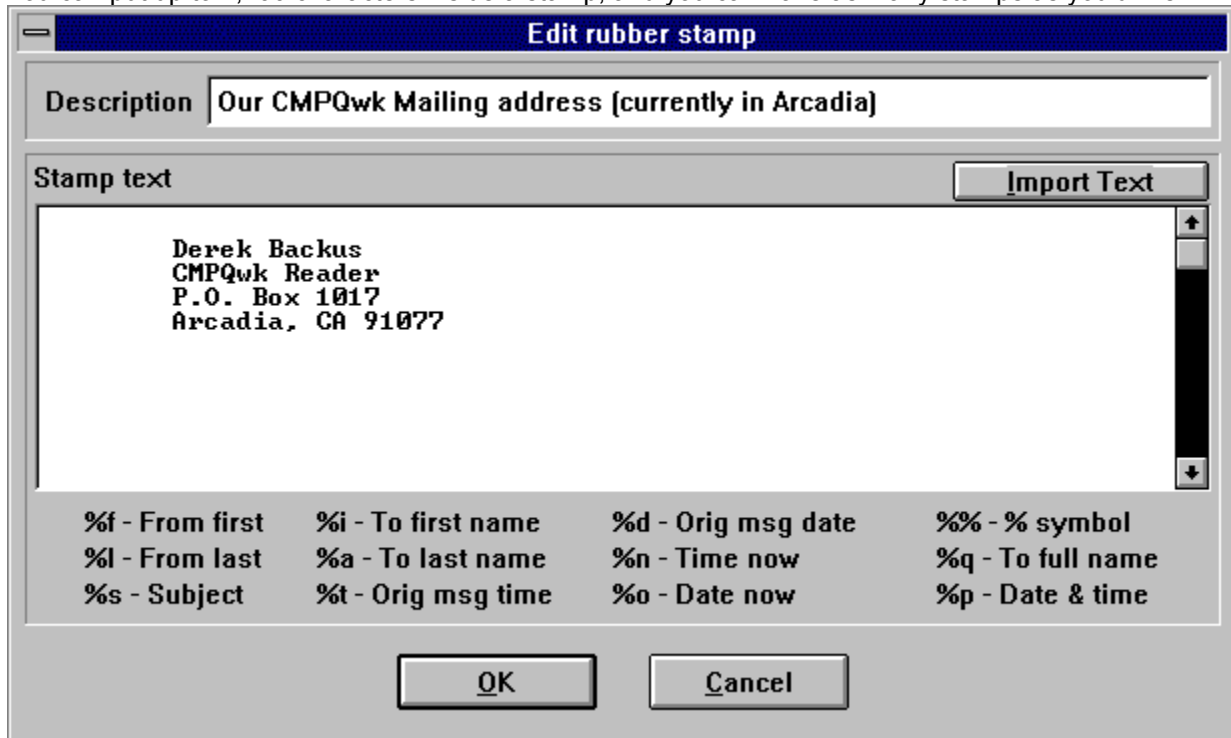 Edit rubber stamp
Description Our CMPQwk Mailing address (currently in Arcadia)
Stamp text Import Text
Derek Backus
CMPQwk Reader
P.O. Box 1017
Arcadia, CA 91077
%f - From first %i - To first name %d - Orig msg date %% - % symbol
%l - From last %a - To last name %n - Time now %q - To full name
%s - Subject %t - Orig msg time %o - Date now %p - Date & time
OK Cancel